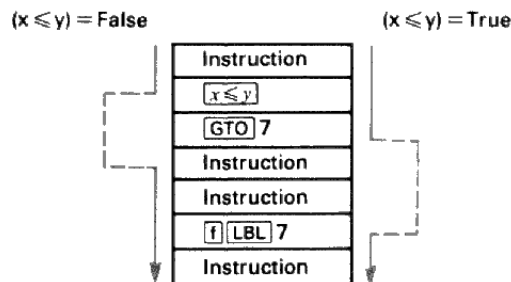 (x ⩽ y) = False
(x ⩽ y) = True
Instruction
x ⩽ y
GTO 7
Instruction
Instruction
f LBL 7
Instruction